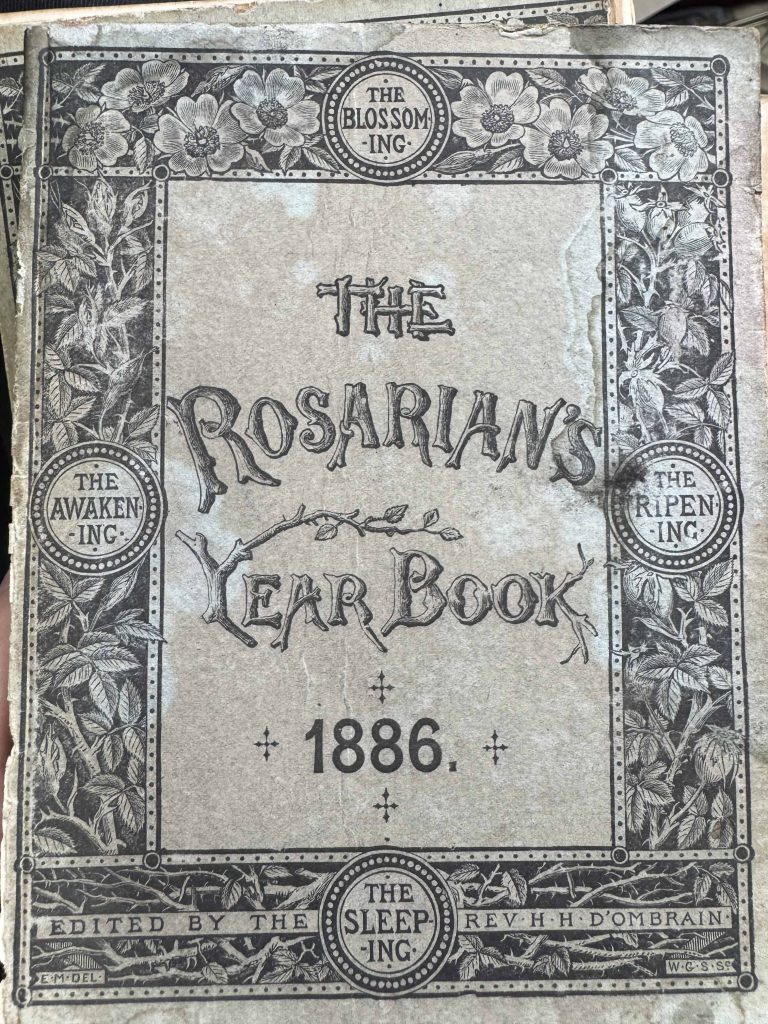 THE
BLOSSOM
-ING
THE
ROSARIAN'S
THE
AWAKEN-
-ING-
THE
RIPEN
-ING-
YEAR BOOK
1886.
EDITED BY THE
THE
SLEEP-
-ING
REV·H·H·D'OMBRAIN·
E·M·DEL·
W·G·S·Sc